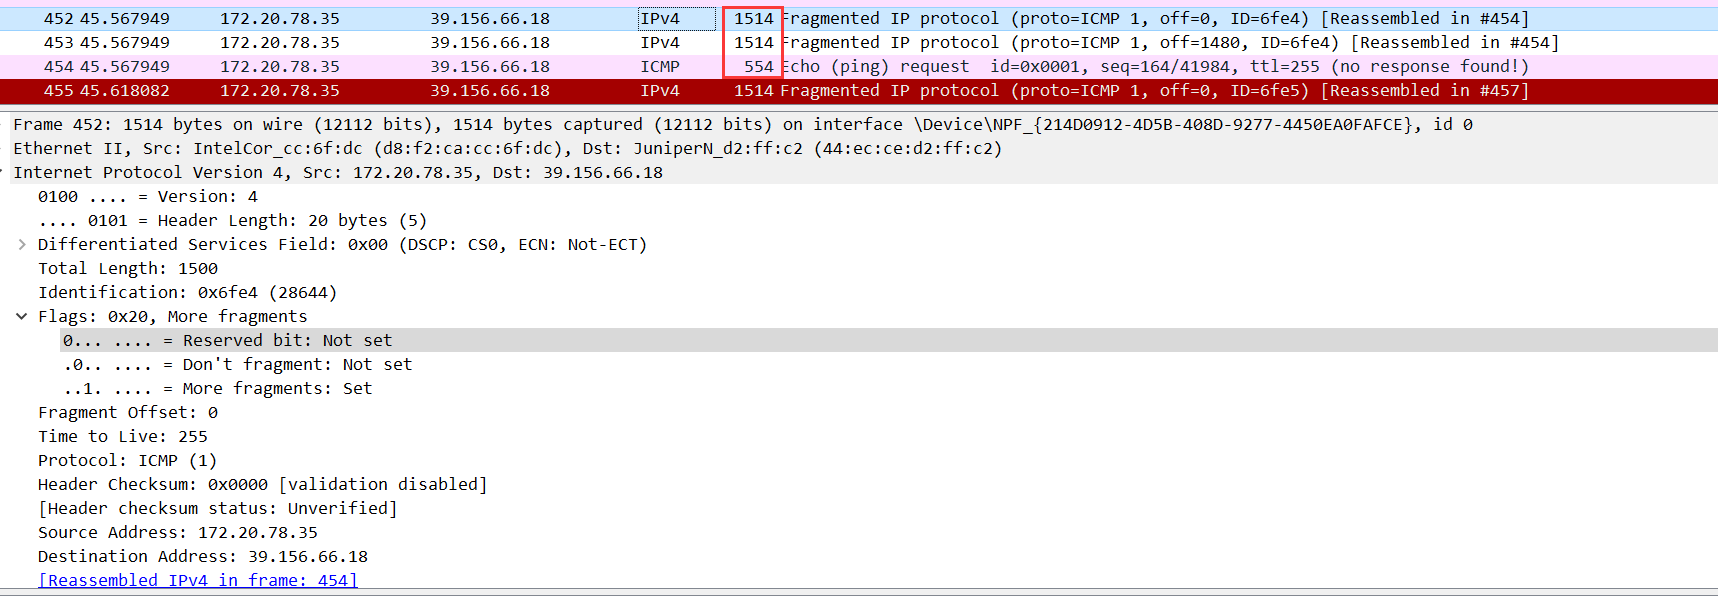 452 45.567949 172.20.78.35 39.156.66.18 IPv4 1514 Fragmented IP protocol (proto=ICMP 1, off=0, ID=6fe4) [Reassembled in #454]
453 45.567949 172.20.78.35 39.156.66.18 IPv4 1514 Fragmented IP protocol (proto=ICMP 1, off=1480, ID=6fe4) [Reassembled in #454]
454 45.567949 172.20.78.35 39.156.66.18 ICMP 554 Echo (ping) request id=0x0001, seq=164/41984, ttl=255 (no response found!)
455 45.618082 172.20.78.35 39.156.66.18 IPv4 1514 Fragmented IP protocol (proto=ICMP 1, off=0, ID=6fe5) [Reassembled in #457]
Frame 452: 1514 bytes on wire (12112 bits), 1514 bytes captured (12112 bits) on interface \Device\NPF_{214D0912-4D5B-408D-9277-4450EA0FAFCE}, id 0
Ethernet II, Src: IntelCor_cc:6f:dc (d8:f2:ca:cc:6f:dc), Dst: JuniperN_d2:ff:c2 (44:ec:ce:d2:ff:c2)
Internet Protocol Version 4, Src: 172.20.78.35, Dst: 39.156.66.18
0100 .... = Version: 4
.... 0101 = Header Length: 20 bytes (5)
Differentiated Services Field: 0x00 (DSCP: CS0, ECN: Not-ECT)
Total Length: 1500
Identification: 0x6fe4 (28644)
Flags: 0x20, More fragments
0... .... = Reserved bit: Not set
.0.. .... = Don't fragment: Not set
..1. .... = More fragments: Set
Fragment Offset: 0
Time to Live: 255
Protocol: ICMP (1)
Header Checksum: 0x0000 [validation disabled]
[Header checksum status: Unverified]
Source Address: 172.20.78.35
Destination Address: 39.156.66.18
[Reassembled IPv4 in frame: 454]